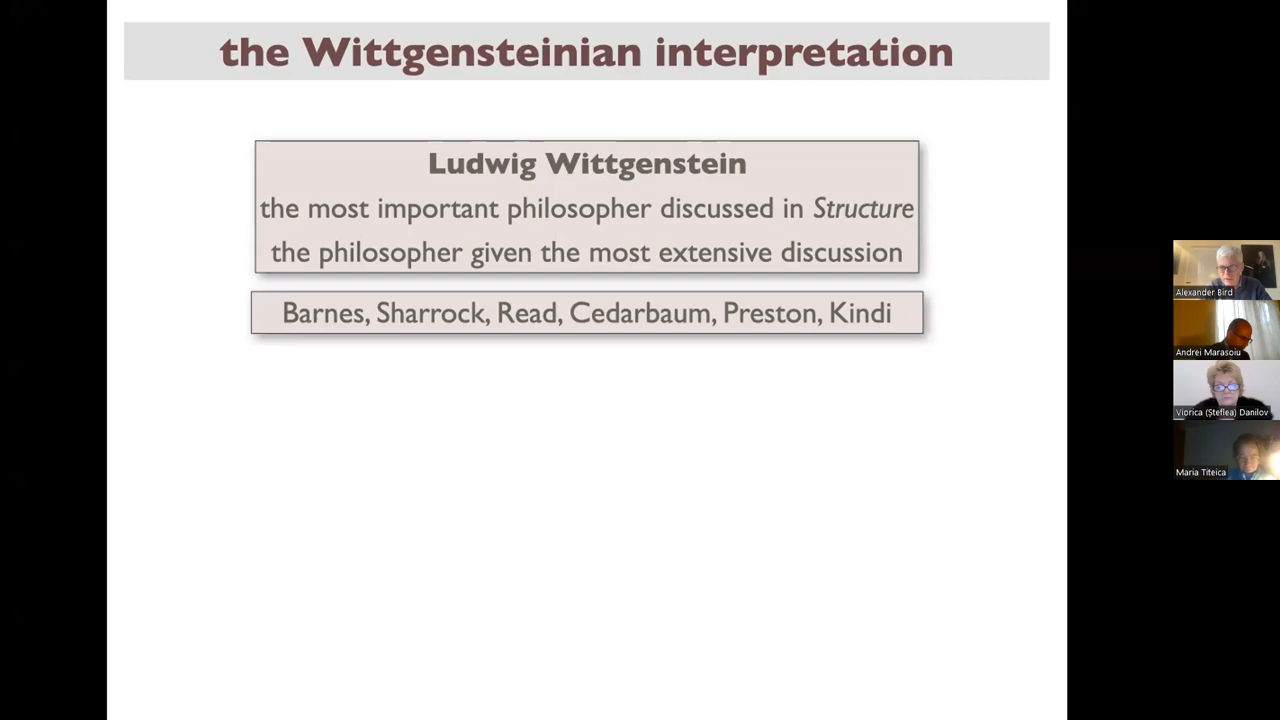 the Wittgensteinian interpretation
Ludwig Wittgenstein
the most important philosopher discussed in Structure
the philosopher given the most extensive discussion
Barnes, Sharrock, Read, Cedarbaum, Preston, Kindi
Alexander Bird
Andrei Marasoiu
Viorica (Șteflea) Danilov
Maria Titeica